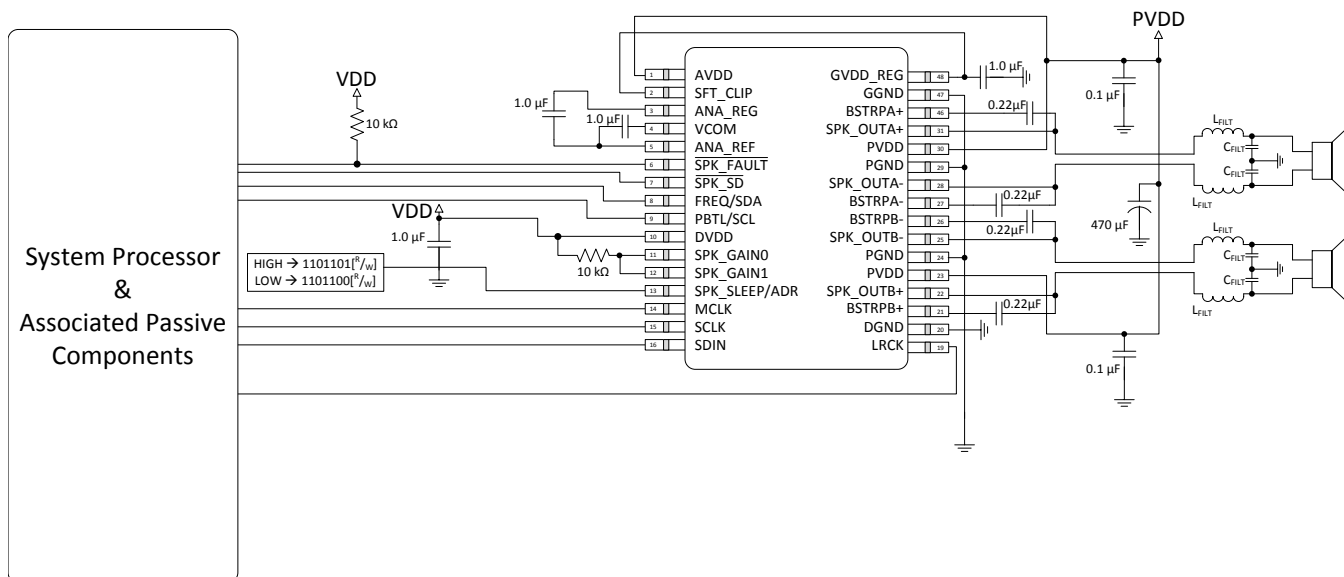 System Processor
&
Associated Passive
Components
VDD
10 kΩ
VDD
1.0 µF
HIGH → 1101101[R/W]
LOW → 1101100[R/W]
1.0 µF
1.0 µF
10 kΩ
1 AVDD
2 SFT_CLIP
3 ANA_REG
4 VCOM
5 ANA_REF
6 SPK_FAULT
7 SPK_SD
8 FREQ/SDA
9 PBTL/SCL
10 DVDD
11 SPK_GAIN0
12 SPK_GAIN1
13 SPK_SLEEP/ADR
14 MCLK
15 SCLK
16 SDIN
GVDD_REG 48
GGND 47
BSTRPA+ 46
SPK_OUTA+ 31
PVDD 30
PGND 29
SPK_OUTA- 28
BSTRPA- 27
BSTRPB- 26
SPK_OUTB- 25
PGND 24
PVDD 23
SPK_OUTB+ 22
BSTRPB+ 21
DGND 20
LRCK 19
1.0 µF
0.22µF
0.22µF
0.22µF
0.22µF
PVDD
0.1 µF
470 µF
0.1 µF
LFILT
CFILT
CFILT
LFILT
LFILT
CFILT
CFILT
LFILT